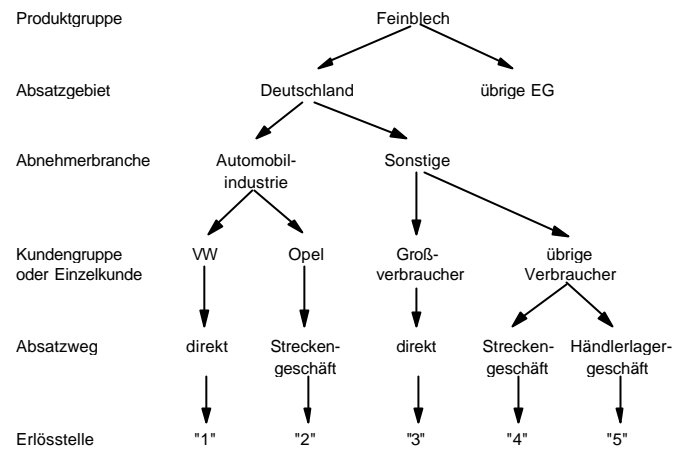 Produktgruppe Feinblech
Absatzgebiet Deutschland übrige EG
Abnehmerbranche Automobil- Sonstige
industrie
Kundengruppe VW Opel Groß- übrige
oder Einzelkunde verbraucher Verbraucher
Absatzweg direkt Strecken- direkt Strecken- Händlerlager-
geschäft geschäft geschäft
Erlösstelle "1" "2" "3" "4" "5"